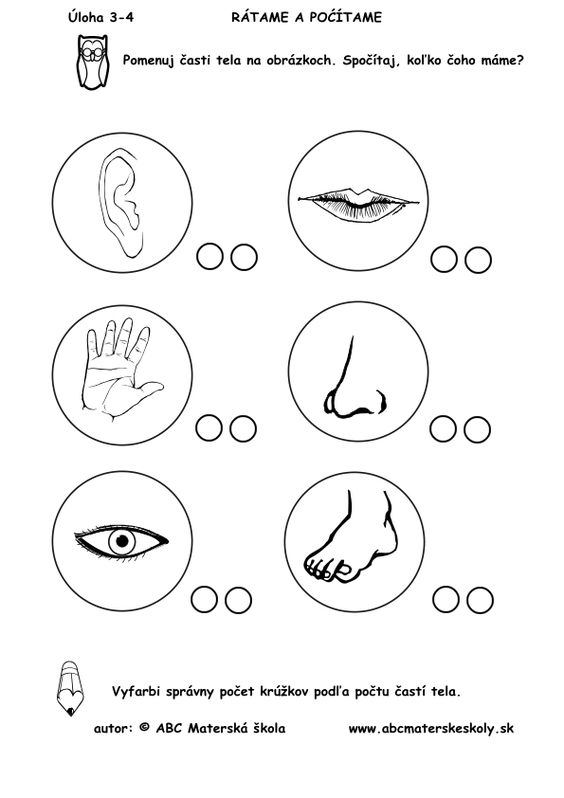 Úloha 3-4
RÁTAME A POĆÍTAME
Pomenuj časti tela na obrázkoch. Spočítaj, koľko čoho máme?
Vyfarbi správny počet krúžkov podľa počtu častí tela.
autor: © ABC Materská škola
www.abcmaterskeskoly.sk